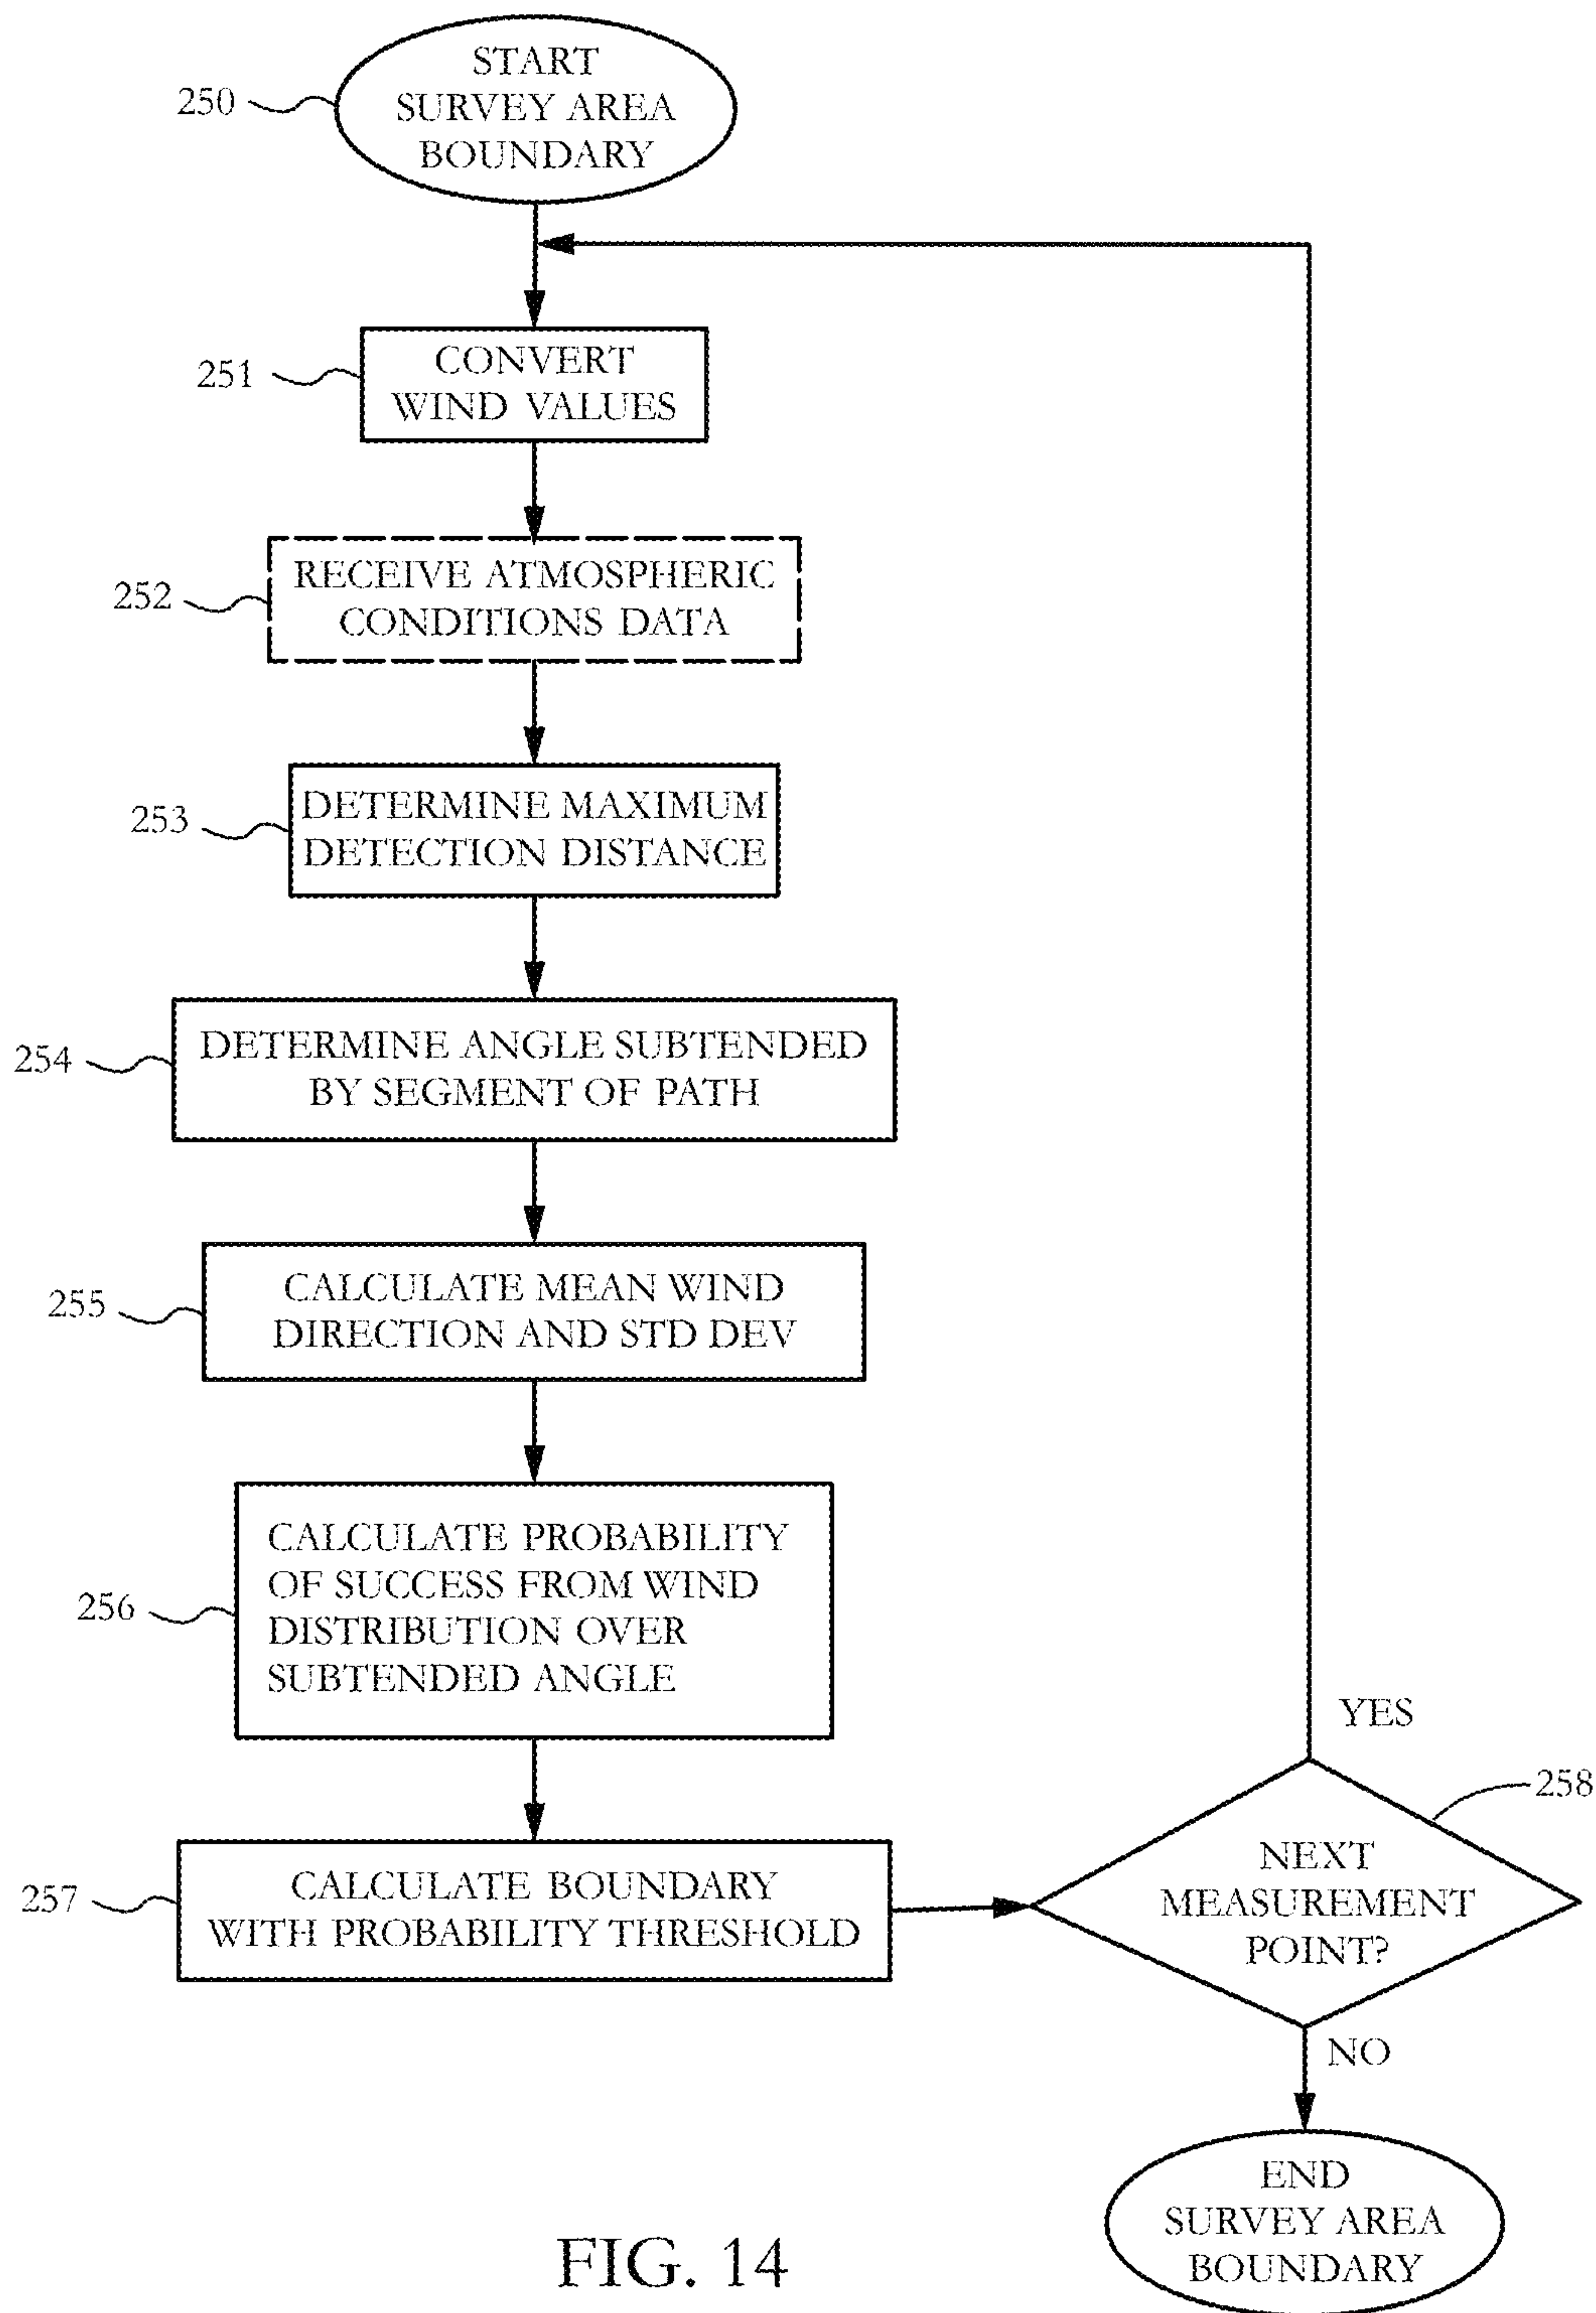 START
SURVEY AREA
BOUNDARY
250
CONVERT
WIND VALUES
251
RECEIVE ATMOSPHERIC
CONDITIONS DATA
252
DETERMINE MAXIMUM
DETECTION DISTANCE
253
DETERMINE ANGLE SUBTENDED
BY SEGMENT OF PATH
254
CALCULATE MEAN WIND
DIRECTION AND STD DEV
255
CALCULATE PROBABILITY
OF SUCCESS FROM WIND
DISTRIBUTION OVER
SUBTENDED ANGLE
256
CALCULATE BOUNDARY
WITH PROBABILITY THRESHOLD
257
YES
258
NEXT
MEASUREMENT
POINT?
NO
END
SURVEY AREA
BOUNDARY
FIG. 14